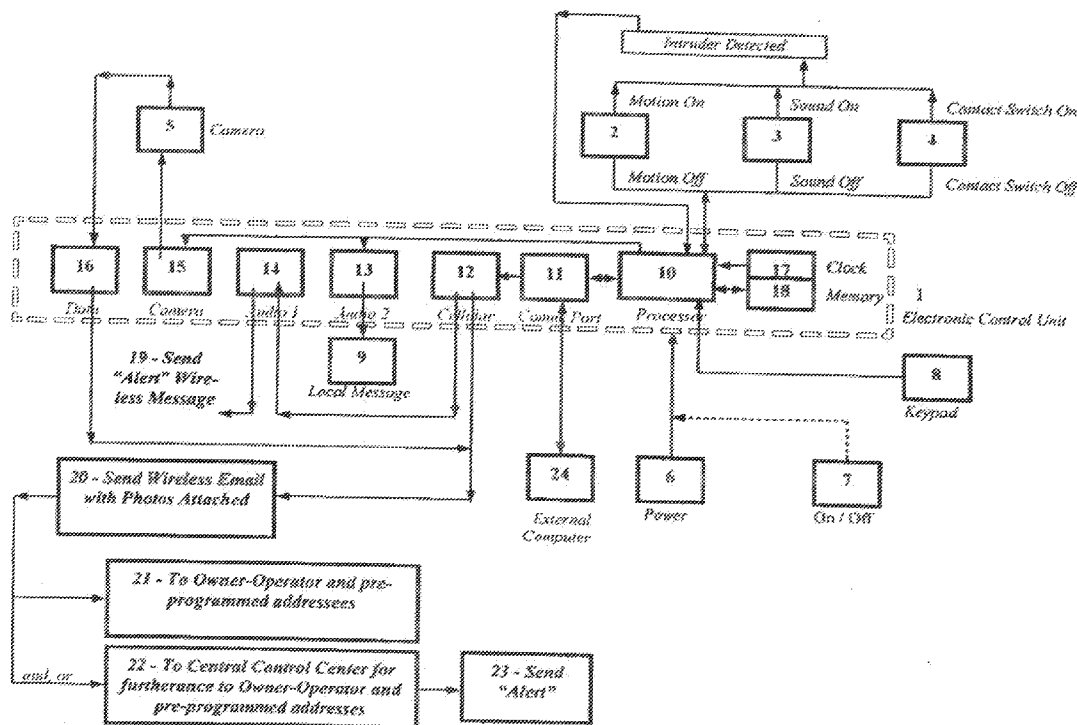 Intruder Detected
Motion On
Sound On
Contact Switch On
5
Camera
2
3
4
Motion Off
Sound Off
Contact Switch Off
16
15
14
13
12
11
10
17
Clock
18
Memory
Data
Camera
Audio 1
Audio 2
Cellular
Comm. Port
Processor
1
Electronic Control Unit
19 - Send
"Alert" Wire-
less Message
9
Local Message
8
Keypad
20 - Send Wireless Email
with Photos Attached
24
External
Computer
6
Power
7
On / Off
21 - To Owner-Operator and pre-
programmed addressees
and, or
22 - To Central Control Center for
furtherance to Owner-Operator and
pre-programmed addresses
23 - Send
"Alert"